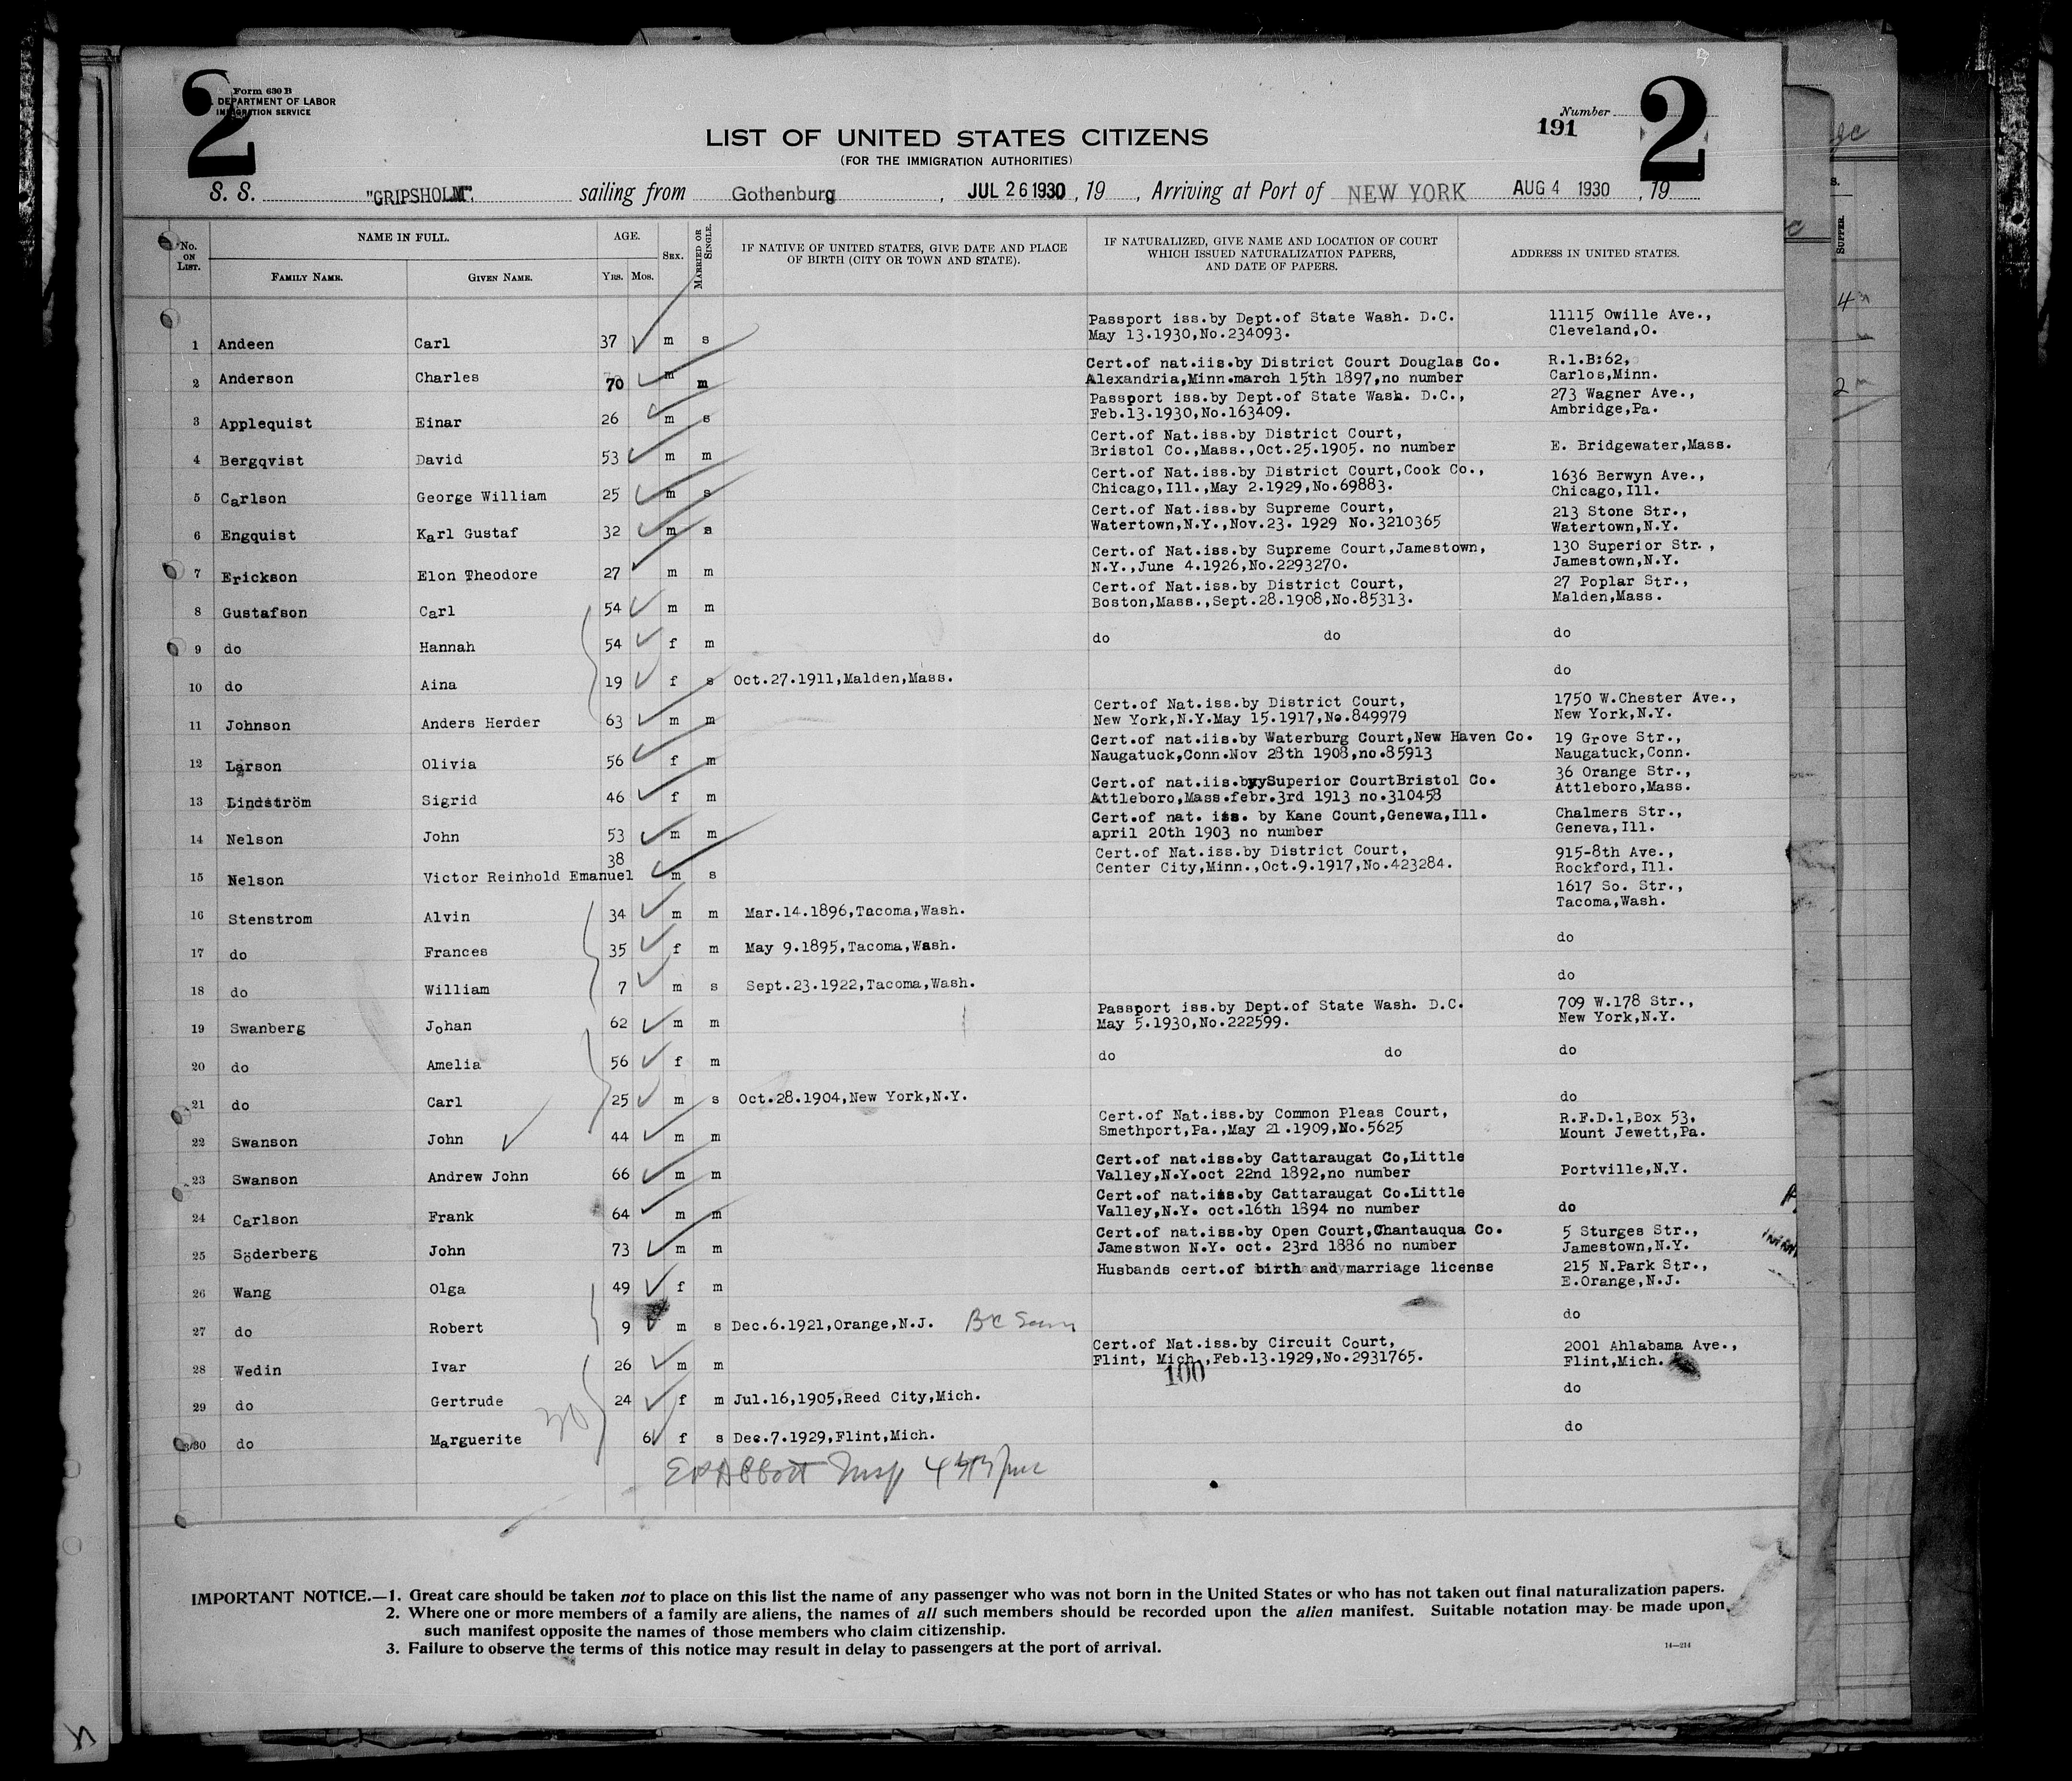 2
Form 630 B
DEPARTMENT OF LABOR
IMMIGRATION SERVICE
Number
191
2
LIST OF UNITED STATES CITIZENS
(FOR THE IMMIGRATION AUTHORITIES)
S. S. "GRIPSHOLM". sailing from Gothenburg, JUL 26 1930, 19 , Arriving at Port of NEW YORK AUG 4 1930, 19
No. ON LIST.
NAME IN FULL.
FAMILY NAME.
GIVEN NAME.
AGE.
YRS. MOS.
SEX.
MARRIED OR SINGLE.
IF NATIVE OF UNITED STATES, GIVE DATE AND PLACE
OF BIRTH (CITY OR TOWN AND STATE).
IF NATURALIZED, GIVE NAME AND LOCATION OF COURT
WHICH ISSUED NATURALIZATION PAPERS,
AND DATE OF PAPERS.
ADDRESS IN UNITED STATES.
SUPPER.
Passport iss.by Dept.of State Wash. D.C. 11115 Owille Ave.,
1 Andeen Carl 37 m s May 13.1930,No.234093. Cleveland,O.
Cert.of nat.iis.by District Court Douglas Co. R.1.B:62,
2 Anderson Charles 70 m m Alexandria,Minn.march 15th 1897,no number Carlos,Minn.
Passport iss.by Dept.of State Wash. D.C., 273 Wagner Ave.,
3 Applequist Einar 26 m s Feb.13.1930,No.163409. Ambridge,Pa.
Cert.of Nat.iss.by District Court,
4 Bergqvist David 53 m m Bristol Co.,Mass.,Oct.25.1905. no number E. Bridgewater,Mass.
Cert.of Nat.iss.by District Court,Cook Co., 1636 Berwyn Ave.,
5 Carlson George William 25 m s Chicago,Ill.,May 2.1929,No.69883. Chicago,Ill.
Cert.of Nat.iss.by Supreme Court, 213 Stone Str.,
6 Engquist Karl Gustaf 32 m s Watertown,N.Y.,Nov.23. 1929 No.3210365 Watertown,N.Y.
Cert.of Nat.iss.by Supreme Court,Jamestown, 130 Superior Str.,
7 Erickson Elon Theodore 27 m m N.Y.,June 4.1926,No.2293270. Jamestown,N.Y.
Cert.of Nat.iss.by District Court, 27 Poplar Str.,
8 Gustafson Carl 54 m m Boston,Mass.,Sept.28.1908,No.85313. Malden,Mass.
9 do Hannah 54 f m do do do
10 do Aina 19 f s Oct.27.1911,Malden,Mass. do
Cert.of Nat.iss.by District Court, 1750 W.Chester Ave.,
11 Johnson Anders Herder 63 m m New York,N.Y.May 15.1917,No.849979 New York,N.Y.
Cert.of nat.iis.by Waterburg Court,New Haven Co. 19 Grove Str.,
12 Larson Olivia 56 f m Naugatuck,Conn.Nov 28th 1908,no.85913 Naugatuck,Conn.
Cert.of nat.iis.byySuperior CourtBristol Co. 36 Orange Str.,
13 Lindström Sigrid 46 f m Attleboro,Mass.febr.3rd 1913 no.310458 Attleboro,Mass.
Cert.of nat. iss. by Kane Count,Genewa,Ill. Chalmers Str.,
14 Nelson John 53 m m april 20th 1903 no number Geneva,Ill.
Cert.of Nat.iss.by District Court, 915-8th Ave.,
15 Nelson Victor Reinhold Emanuel 38 m s Center City,Minn.,Oct.9.1917,No.423284. Rockford,Ill.
1617 So. Str.,
16 Stenstrom Alvin 34 m m Mar.14.1896,Tacoma,Wash. Tacoma,Wash.
17 do Frances 35 f m May 9.1895,Tacoma,Wash. do
18 do William 7 m s Sept.23.1922,Tacoma,Wash. do
Passport iss.by Dept.of State Wash. D.C. 709 W.178 Str.,
19 Swanberg Johan 62 m m May 5.1930,No.222599. New York,N.Y.
20 do Amelia 56 f m do do do
21 do Carl 25 m s Oct.28.1904,New York,N.Y. do
Cert.of Nat.iss.by Common Pleas Court, R.F.D.1,Box 53,
22 Swanson John 44 m m Smethport,Pa.,May 21.1909,No.5625 Mount Jewett,Pa.
Cert.of nat.iss.by Cattaraugat Co,Little
23 Swanson Andrew John 66 m m Valley,N.Y.oct 22nd 1892,no number Portville,N.Y.
Cert.of nat.iss.by Cattaraugat Co.Little
24 Carlson Frank 64 m m Valley,N.Y. oct.16th 1894 no number do
Cert.of nat.iss.by Open Court,Chantauqua Co. 5 Sturges Str.,
25 Söderberg John 73 m m Jamestwon N.Y. oct. 23rd 1886 no number Jamestown,N.Y.
Husbands cert.of birth and marriage license 215 N.Park Str.,
26 Wang Olga 49 f m E.Orange,N.J.
27 do Robert 9 m s Dec.6.1921,Orange,N.J. BC Seen do
Cert.of Nat.iss.by Circuit Court, 2001 Ahlabama Ave.,
28 Wedin Ivar 26 m m Flint, Mich.,Feb.13.1929,No.2931765. Flint,Mich.
100
29 do Gertrude 24 f m Jul.16,1905,Reed City,Mich. do
30
30 do Marguerite 6 f s Dec.7.1929,Flint,Mich. do
Abbott Insp
IMPORTANT NOTICE.—1. Great care should be taken not to place on this list the name of any passenger who was not born in the United States or who has not taken out final naturalization papers.
2. Where one or more members of a family are aliens, the names of all such members should be recorded upon the alien manifest. Suitable notation may be made upon
such manifest opposite the names of those members who claim citizenship.
3. Failure to observe the terms of this notice may result in delay to passengers at the port of arrival.
14—214